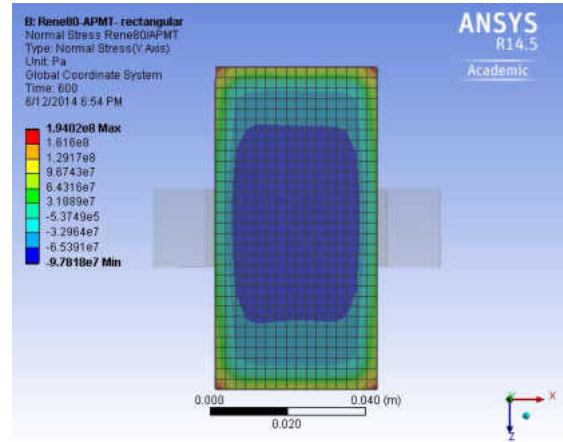 B: Rene80-APMT- rectangular
Normal Stress Rene80/APMT
Type: Normal Stress(Y Axis)
Unit: Pa
Global Coordinate System
Time: 600
6/12/2014 6:54 PM
1.9402e8 Max
1.616e8
1.2917e8
9.6743e7
6.4316e7
3.1889e7
-5.3749e5
-3.2964e7
-6.5391e7
-9.7818e7 Min
ANSYS
R14.5
Academic
0.000
0.040 (m)
0.020
X
Z